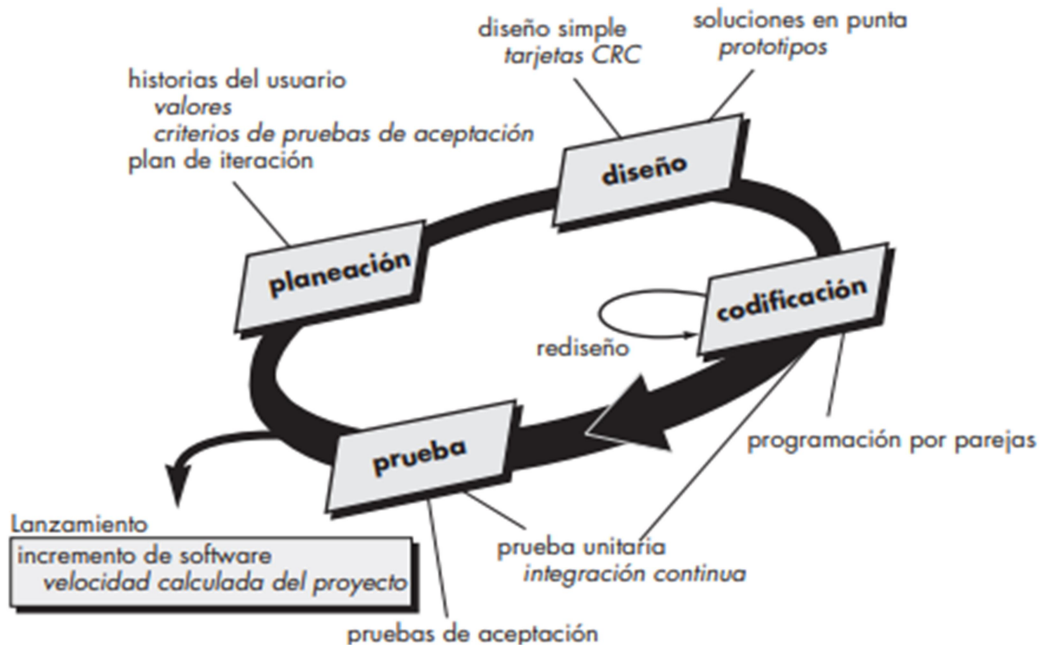 diseño simple
tarjetas CRC
soluciones en punta
prototipos
historias del usuario
valores
criterios de pruebas de aceptación
plan de iteración
diseño
planeación
codificación
rediseño
prueba
programación por parejas
Lanzamiento
incremento de software
velocidad calculada del proyecto
prueba unitaria
integración continua
pruebas de aceptación